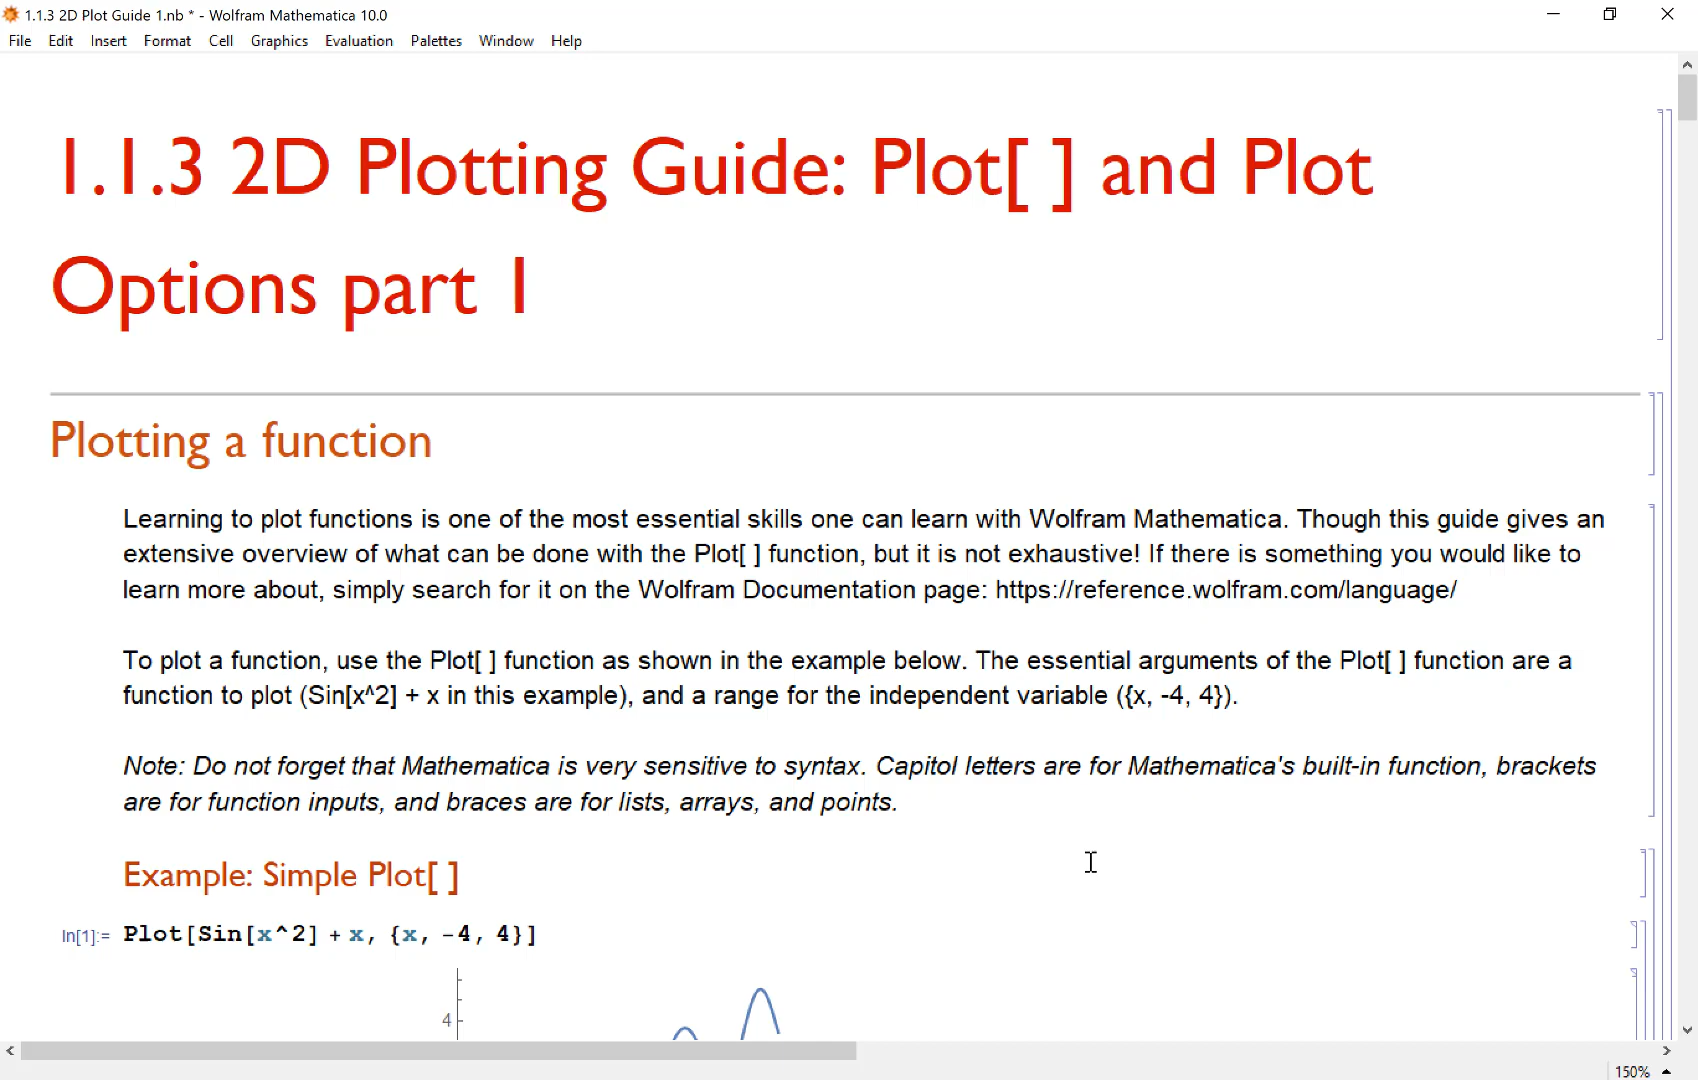 1.1.3 2D Plot Guide 1.nb * - Wolfram Mathematica 10.0
File Edit Insert Format Cell Graphics Evaluation Palettes Window Help
1.1.3 2D Plotting Guide: Plot[ ] and Plot
Options part 1
Plotting a function
Learning to plot functions is one of the most essential skills one can learn with Wolfram Mathematica. Though this guide gives an
extensive overview of what can be done with the Plot[ ] function, but it is not exhaustive! If there is something you would like to
learn more about, simply search for it on the Wolfram Documentation page: https://reference.wolfram.com/language/
To plot a function, use the Plot[ ] function as shown in the example below. The essential arguments of the Plot[ ] function are a
function to plot (Sin[x^2] + x in this example), and a range for the independent variable ({x, -4, 4}).
Note: Do not forget that Mathematica is very sensitive to syntax. Capitol letters are for Mathematica's built-in function, brackets
are for function inputs, and braces are for lists, arrays, and points.
Example: Simple Plot[ ]
In[1]:= Plot[Sin[x^2] + x, {x, -4, 4}]
4
150%